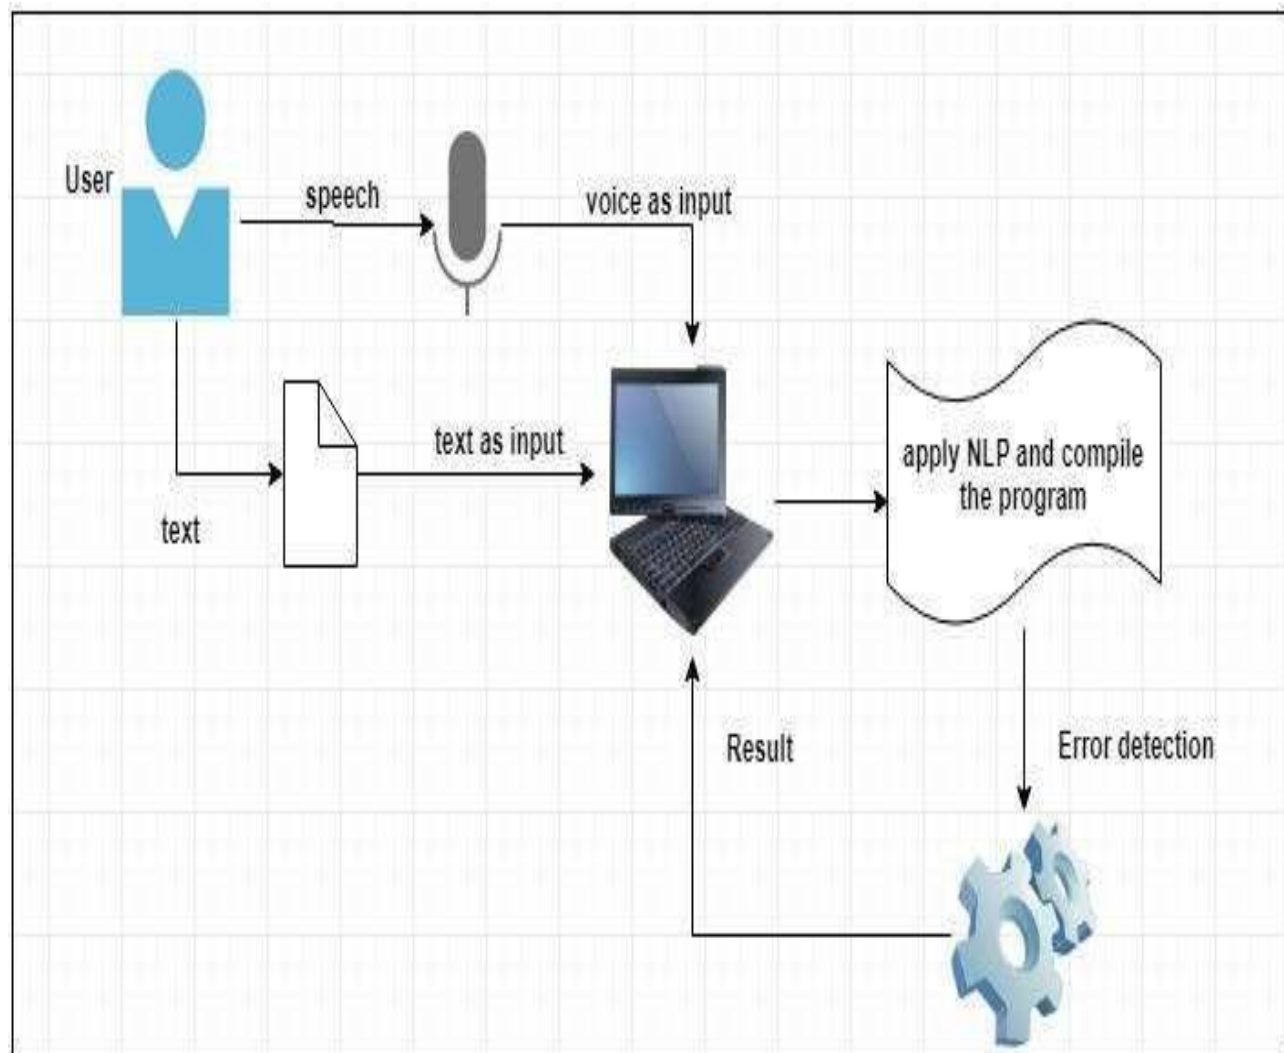 User
speech
voice as input
text as input
text
apply NLP and compile
the program
Result
Error detection